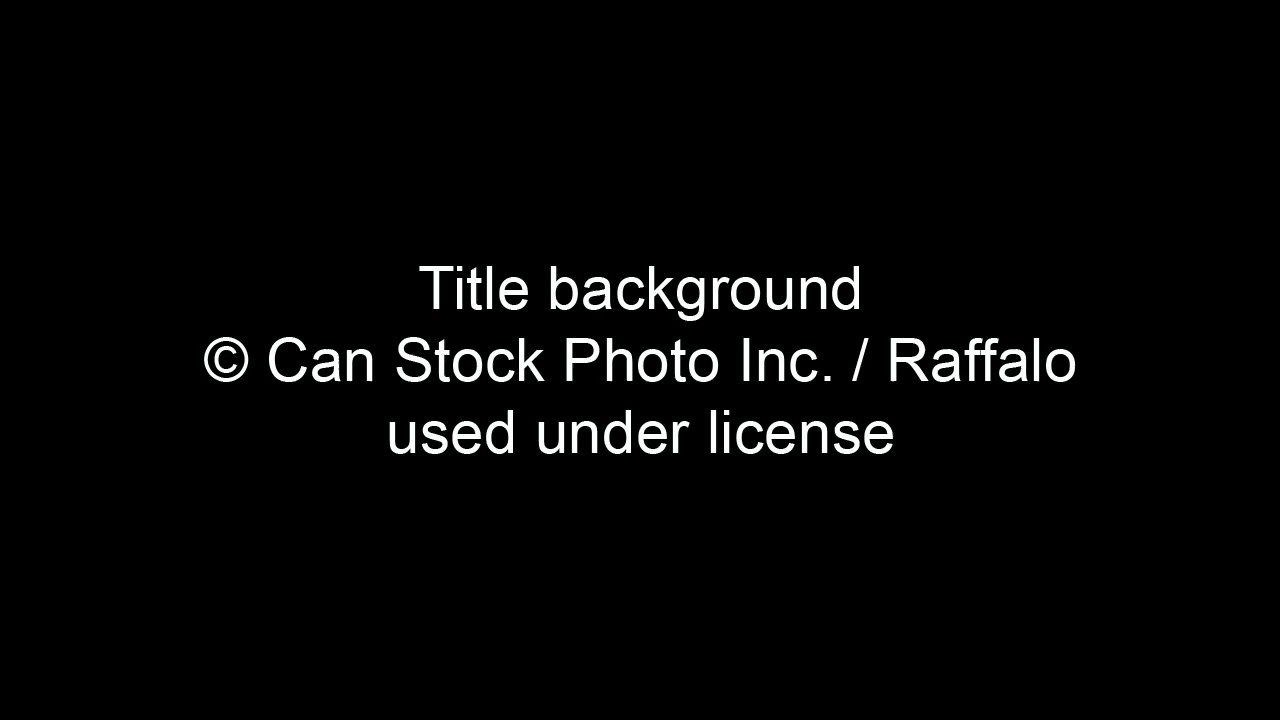 Title background
© Can Stock Photo Inc. / Raffalo
used under license